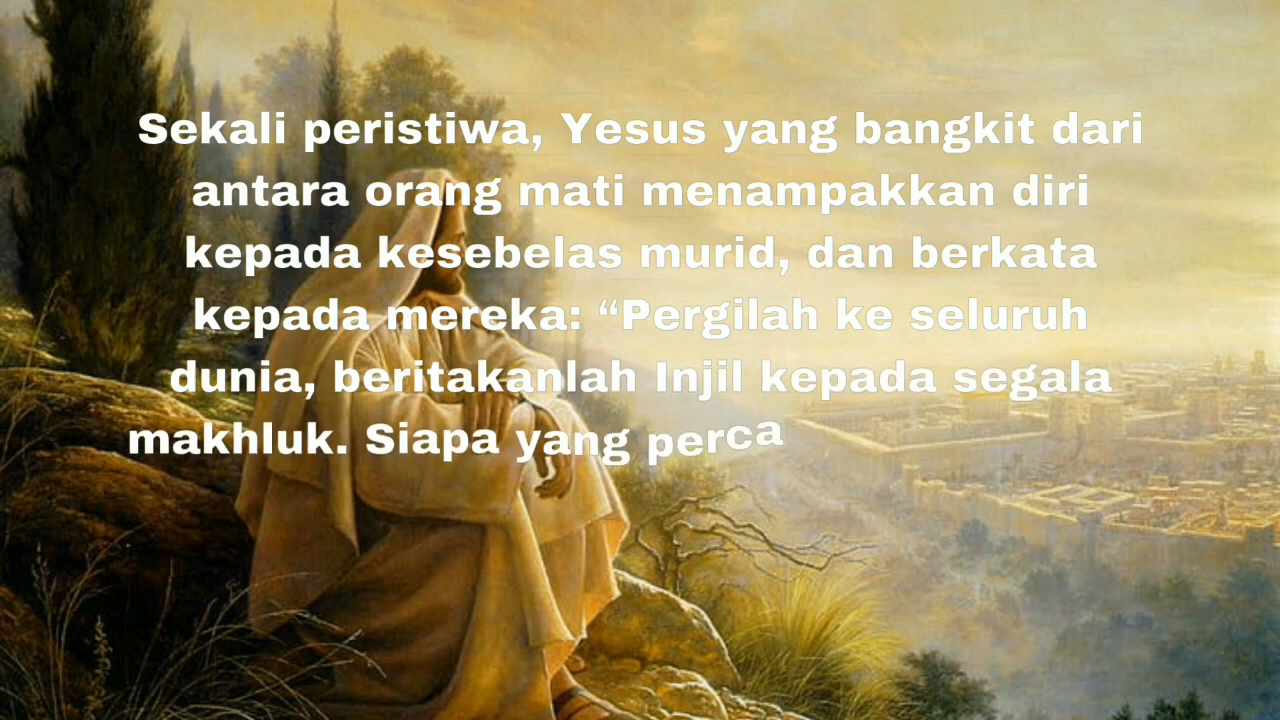 Sekali peristiwa, Yesus yang bangkit dari
antara orang mati menampakkan diri
kepada kesebelas murid, dan berkata
kepada mereka: “Pergilah ke seluruh
dunia, beritakanlah Injil kepada segala
makhluk. Siapa yang perca